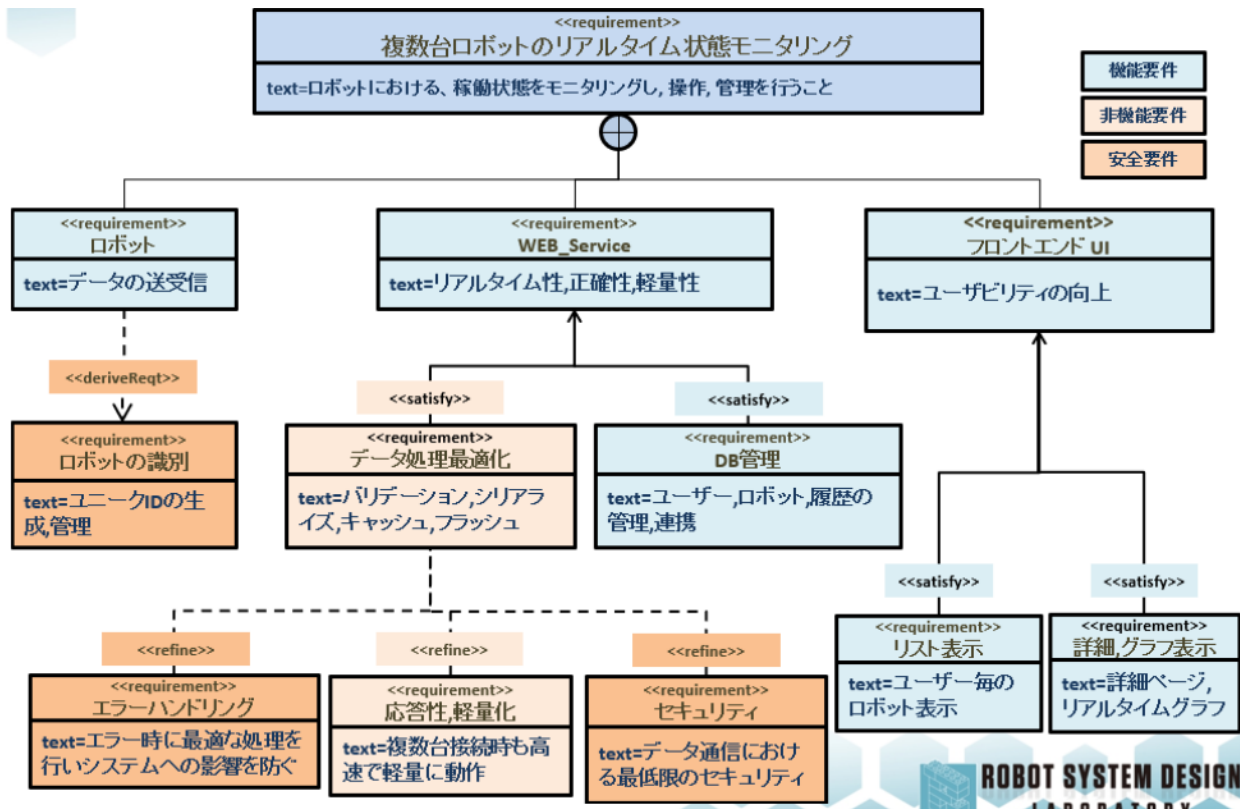 <<requirement>>
複数台ロボットのリアルタイム状態モニタリング
text=ロボットにおける、稼働状態をモニタリングし, 操作, 管理を行うこと
機能要件
非機能要件
安全要件
<<requirement>>
ロボット
text=データの送受信
<<requirement>>
WEB_Service
text=リアルタイム性,正確性,軽量性
<<requirement>>
フロントエンド UI
text=ユーザビリティの向上
<<deriveReqt>>
<<satisfy>>
<<satisfy>>
<<requirement>>
ロボットの識別
text=ユニークIDの生
成,管理
<<requirement>>
データ処理最適化
text=バリデーション,シリアラ
イズ,キャッシュ,フラッシュ
<<requirement>>
DB管理
text=ユーザー,ロボット,履歴の
管理,連携
<<satisfy>>
<<satisfy>>
<<refine>>
<<refine>>
<<refine>>
<<requirement>>
エラーハンドリング
text=エラー時に最適な処理を
行いシステムへの影響を防ぐ
<<requirement>>
応答性,軽量化
text=複数台接続時も高
速で軽量に動作
<<requirement>>
セキュリティ
text=データ通信におけ
る最低限のセキュリティ
<<requirement>>
リスト表示
text=ユーザー毎の
ロボット表示
<<requirement>>
詳細,グラフ表示
text=詳細ページ,
リアルタイムグラフ
ROBOT SYSTEM DESIGN
LABORATORY